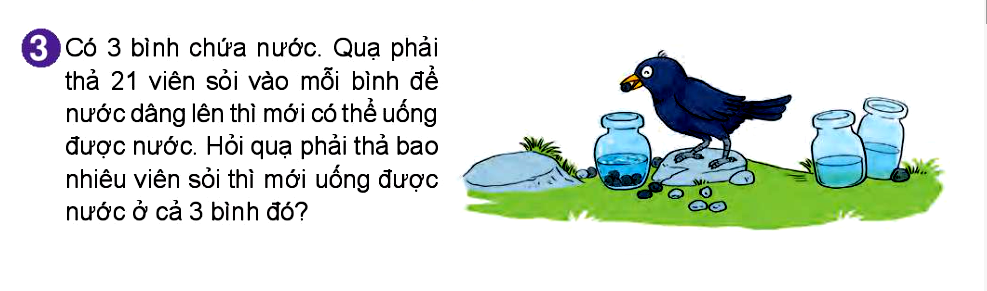 3 Có 3 bình chứa nước. Quạ phải
thả 21 viên sỏi vào mỗi bình để
nước dâng lên thì mới có thể uống
được nước. Hỏi quạ phải thả bao
nhiêu viên sỏi thì mới uống được
nước ở cả 3 bình đó?